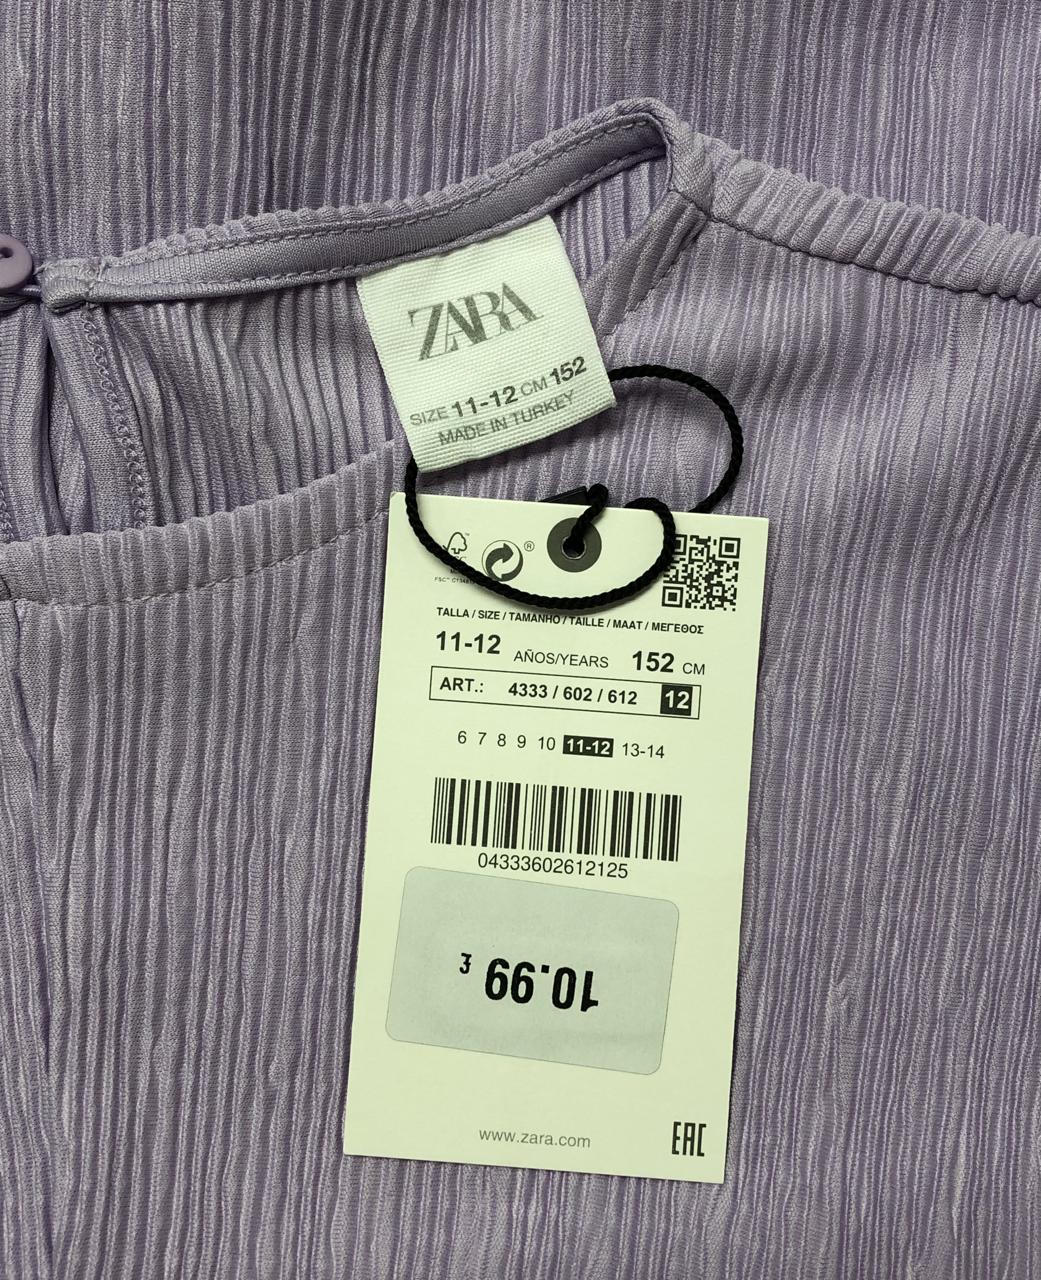 ZARA
SIZE 11-12 CM 152
MADE IN TURKEY
®
TALLA / SIZE / TAMANHO / TAILLE / MAAT / ΜΕΓΕΘΟΣ
11-12 AÑOS/YEARS 152 CM
ART.: 4333 / 602 / 612 12
6 7 8 9 10 11-12 13-14
04333602612125
10.99 €
www.zara.com
EAC